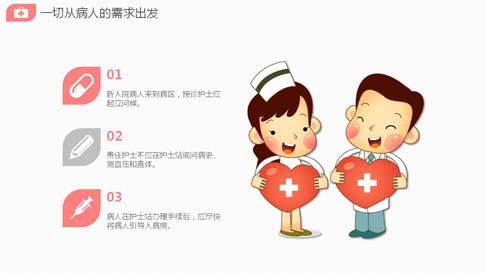 一切从病人的需求出发
01
新入院病人来到病区，接诊护士应
起立问候。
02
责任护士不应在护士站询问病史、
测血压和查体。
03
病人在护士站办理手续后，应尽快
将病人引导入病房。